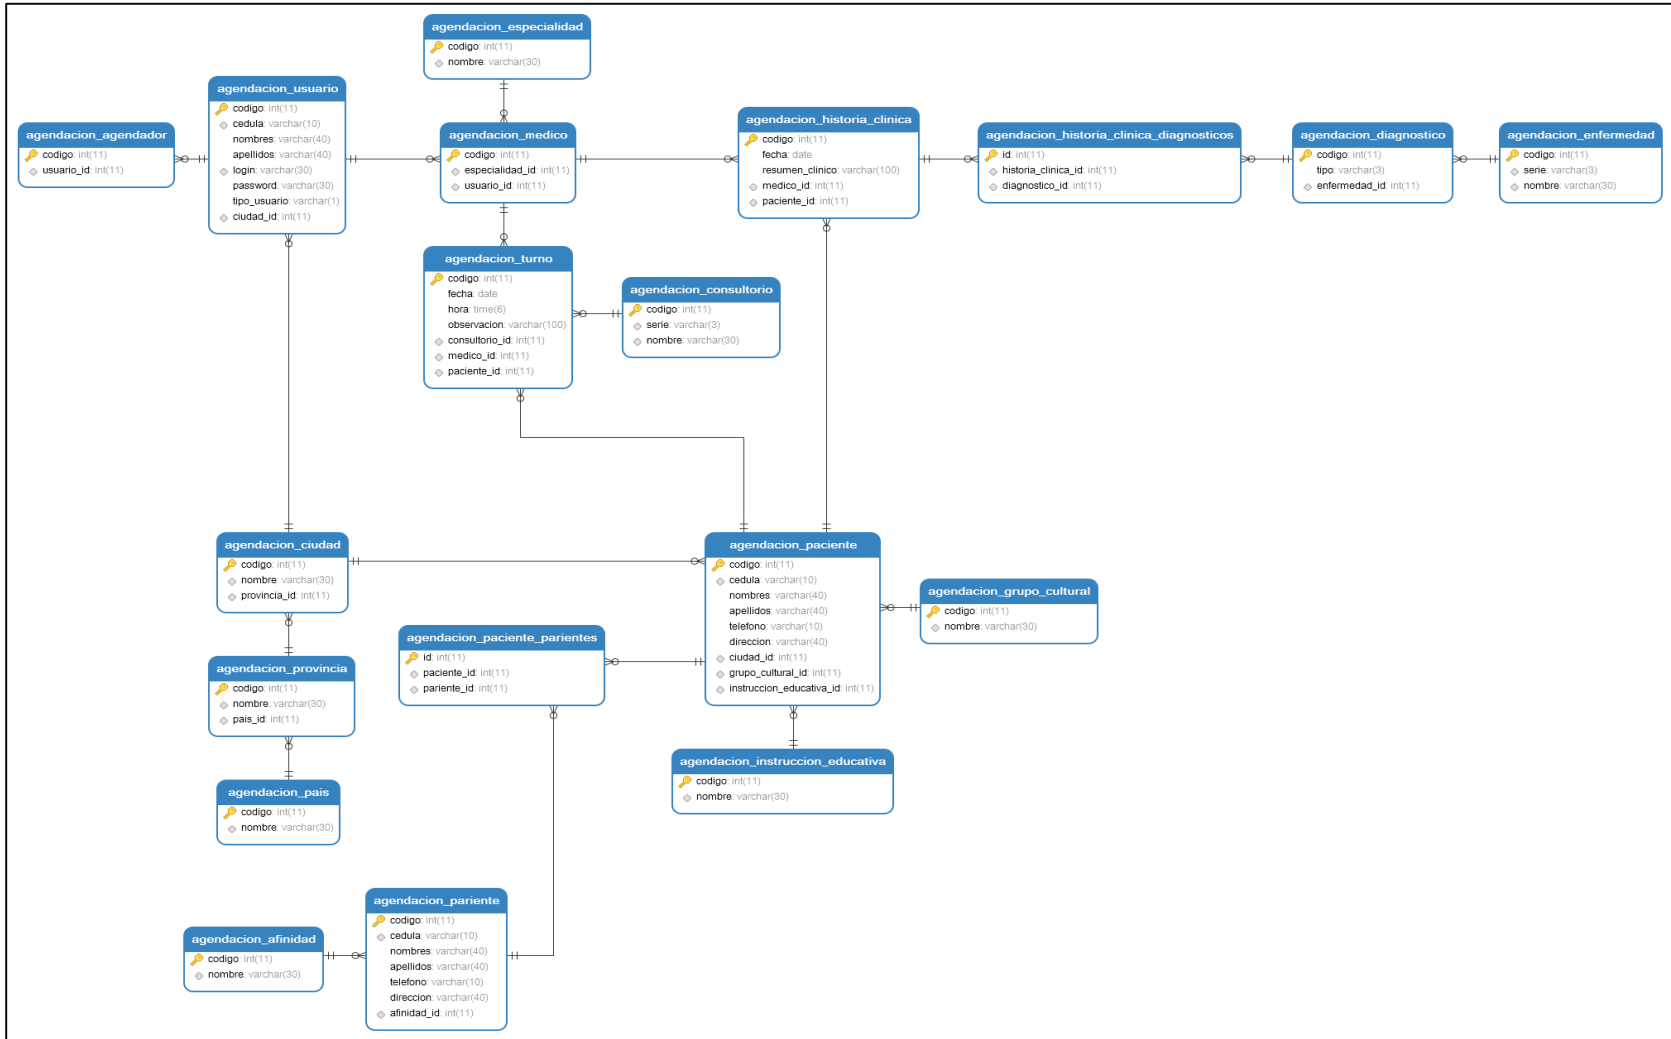 agendacion_especialidad
codigo: int(11)
nombre: varchar(30)
agendacion_usuario
codigo: int(11)
cedula: varchar(10)
nombres: varchar(40)
apellidos: varchar(40)
login: varchar(30)
password: varchar(30)
tipo_usuario: varchar(1)
ciudad_id: int(11)
agendacion_agendador
codigo: int(11)
usuario_id: int(11)
agendacion_medico
codigo: int(11)
especialidad_id: int(11)
usuario_id: int(11)
agendacion_historia_clinica
codigo: int(11)
fecha: date
resumen_clinico: varchar(100)
medico_id: int(11)
paciente_id: int(11)
agendacion_historia_clinica_diagnosticos
id: int(11)
historia_clinica_id: int(11)
diagnostico_id: int(11)
agendacion_diagnostico
codigo: int(11)
tipo: varchar(3)
enfermedad_id: int(11)
agendacion_enfermedad
codigo: int(11)
serie: varchar(3)
nombre: varchar(30)
agendacion_turno
codigo: int(11)
fecha: date
hora: time(6)
observacion: varchar(100)
consultorio_id: int(11)
medico_id: int(11)
paciente_id: int(11)
agendacion_consultorio
codigo: int(11)
serie: varchar(3)
nombre: varchar(30)
agendacion_ciudad
codigo: int(11)
nombre: varchar(30)
provincia_id: int(11)
agendacion_paciente
codigo: int(11)
cedula: varchar(10)
nombres: varchar(40)
apellidos: varchar(40)
telefono: varchar(10)
direccion: varchar(40)
ciudad_id: int(11)
grupo_cultural_id: int(11)
instruccion_educativa_id: int(11)
agendacion_grupo_cultural
codigo: int(11)
nombre: varchar(30)
agendacion_paciente_parientes
id: int(11)
paciente_id: int(11)
pariente_id: int(11)
agendacion_provincia
codigo: int(11)
nombre: varchar(30)
pais_id: int(11)
agendacion_instruccion_educativa
codigo: int(11)
nombre: varchar(30)
agendacion_pais
codigo: int(11)
nombre: varchar(30)
agendacion_pariente
codigo: int(11)
cedula: varchar(10)
nombres: varchar(40)
apellidos: varchar(40)
telefono: varchar(10)
direccion: varchar(40)
afinidad_id: int(11)
agendacion_afinidad
codigo: int(11)
nombre: varchar(30)